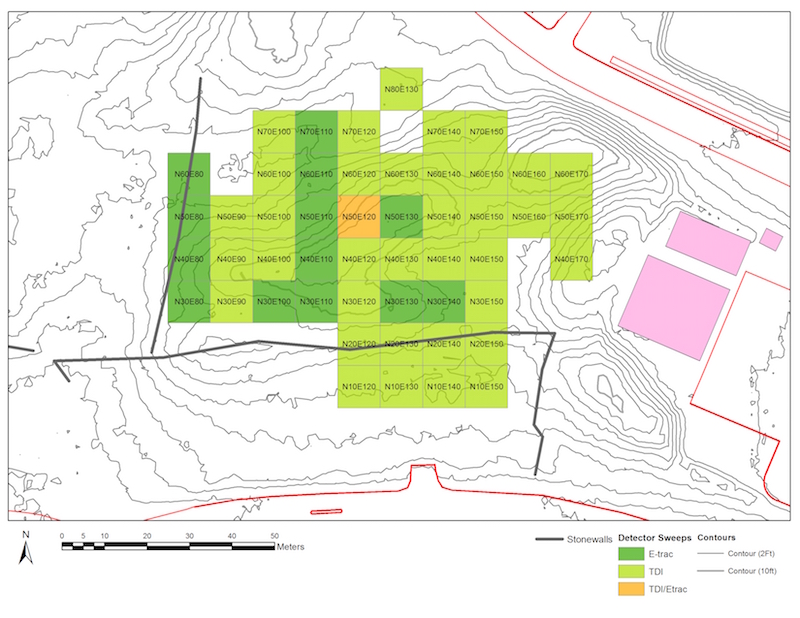 N80E130
N70E100 N70E110 N70E120 N70E140 N70E150
N60E80 N60E100 N60E110 N60E120 N60E130 N60E140 N60E150 N60E160 N60E170
N50E80 N50E90 N50E100 N50E110 N50E120 N50E130 N50E140 N50E150 N50E160 N50E170
N40E80 N40E90 N40E100 N40E110 N40E120 N40E130 N40E140 N40E150 N40E170
N30E80 N30E90 N30E100 N30E110 N30E120 N30E130 N30E140 N30E150
N20E120 N20E130 N20E140 N20E150
N10E120 N10E130 N10E140 N10E150
N
0 5 10 20 30 40 50
Meters
Stonewalls
Detector Sweeps
E-trac
TDI
TDI/Etrac
Contours
Contour (2Ft)
Contour (10ft)